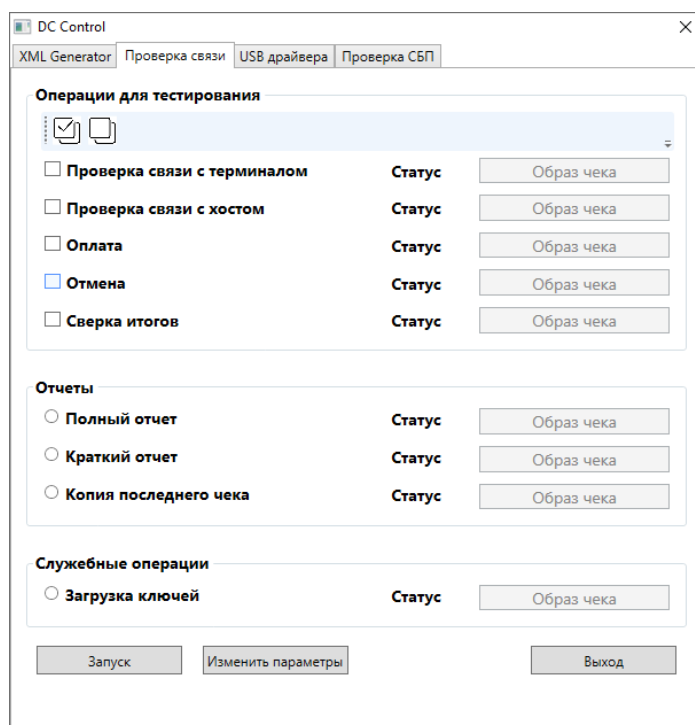 DC Control
XML Generator Проверка связи USB драйвера Проверка СБП
Операции для тестирования
Проверка связи с терминалом Статус Образ чека
Проверка связи с хостом Статус Образ чека
Оплата Статус Образ чека
Отмена Статус Образ чека
Сверка итогов Статус Образ чека
Отчеты
Полный отчет Статус Образ чека
Краткий отчет Статус Образ чека
Копия последнего чека Статус Образ чека
Служебные операции
Загрузка ключей Статус Образ чека
Запуск Изменить параметры Выход